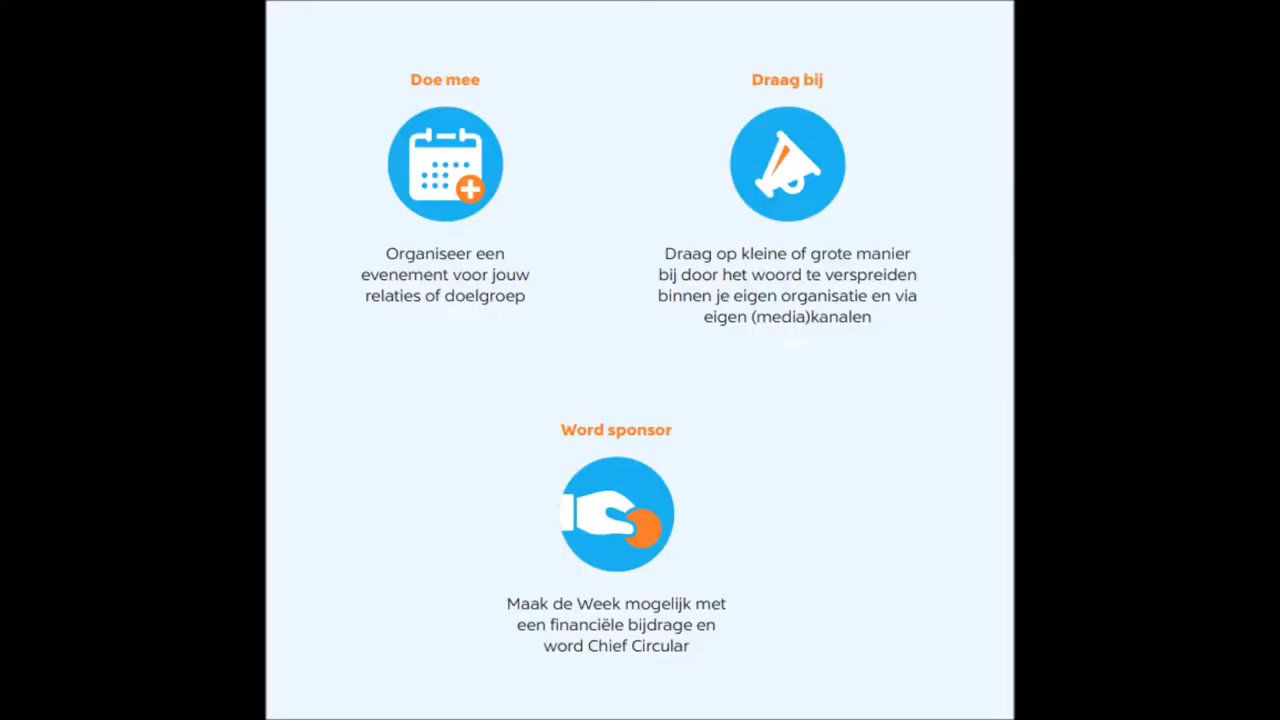 Doe mee
Organiseer een
evenement voor jouw
relaties of doelgroep
Draag bij
Draag op kleine of grote manier
bij door het woord te verspreiden
binnen je eigen organisatie en via
eigen (media)kanalen
Word sponsor
Maak de Week mogelijk met
een financiële bijdrage en
word Chief Circular